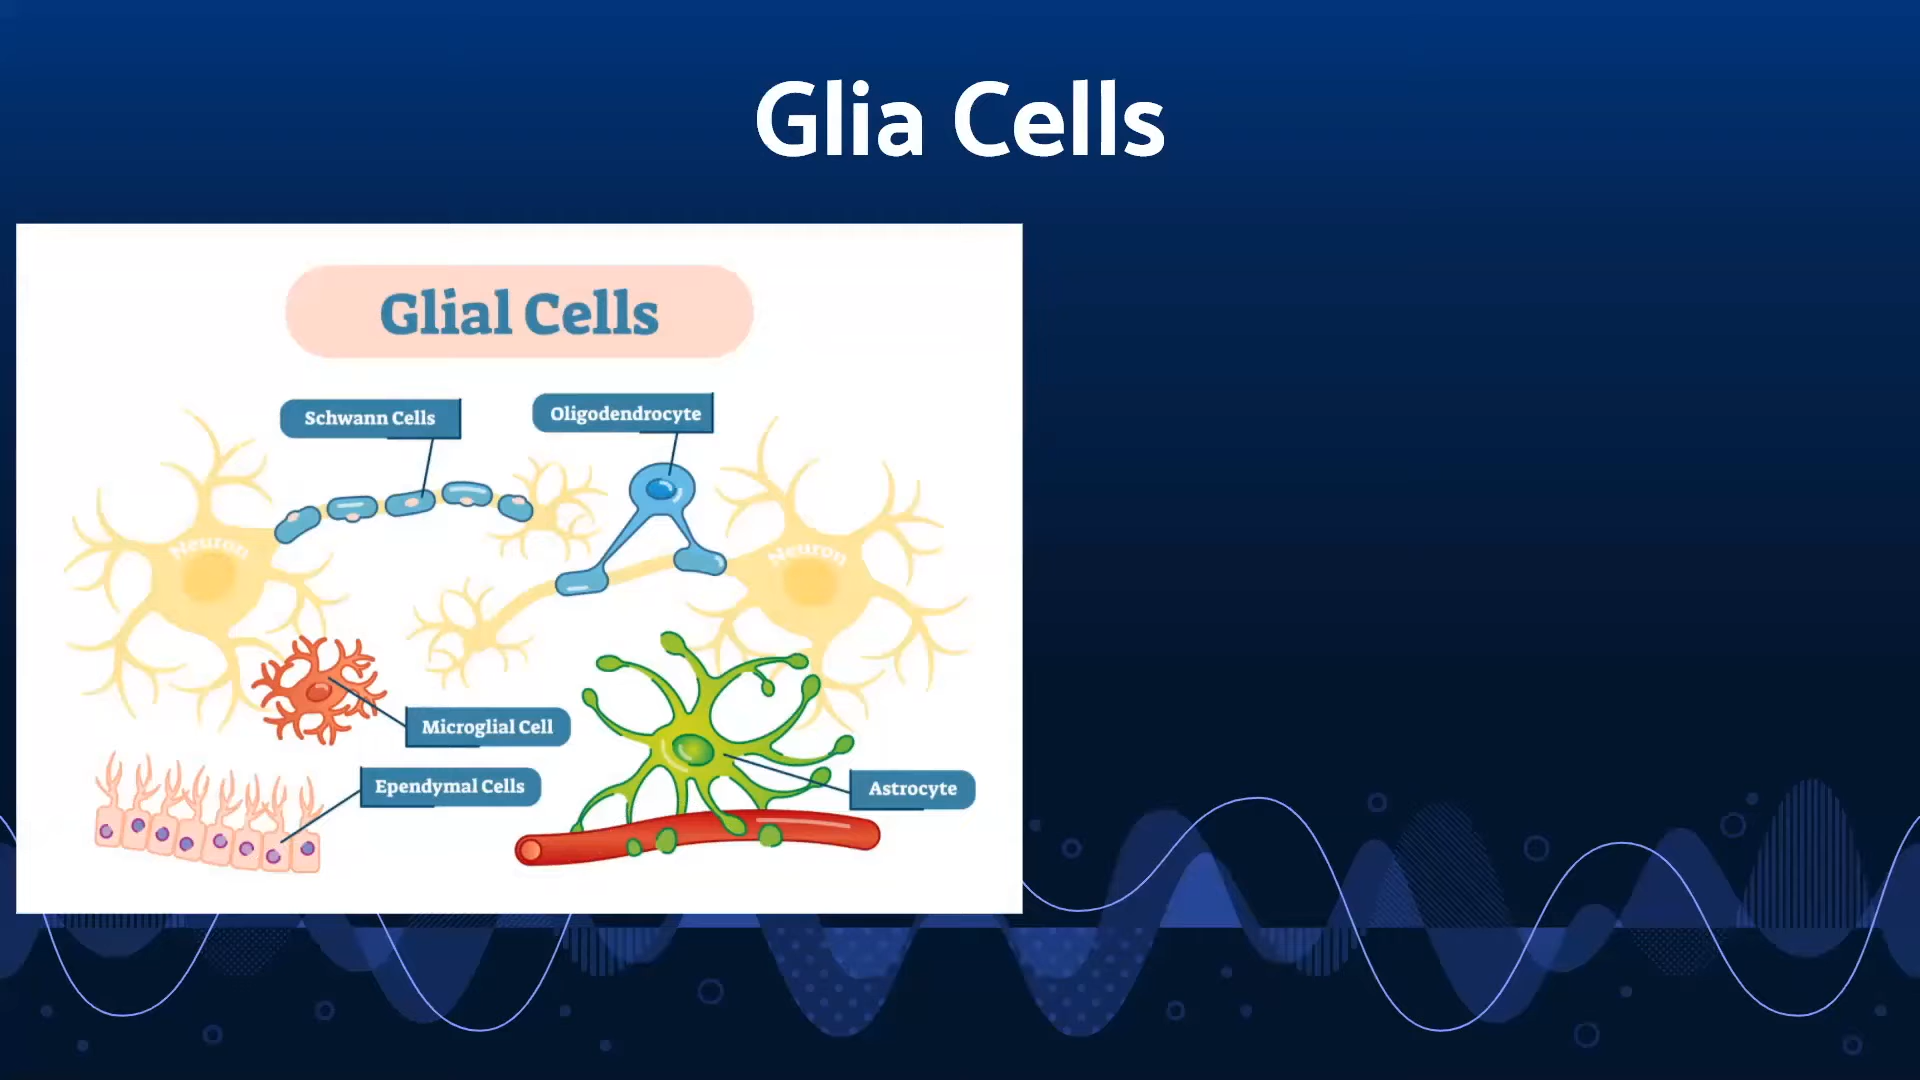 Glia Cells
Glial Cells
Schwann Cells
Oligodendrocyte
Neuron
Neuron
Microglial Cell
Ependymal Cells
Astrocyte